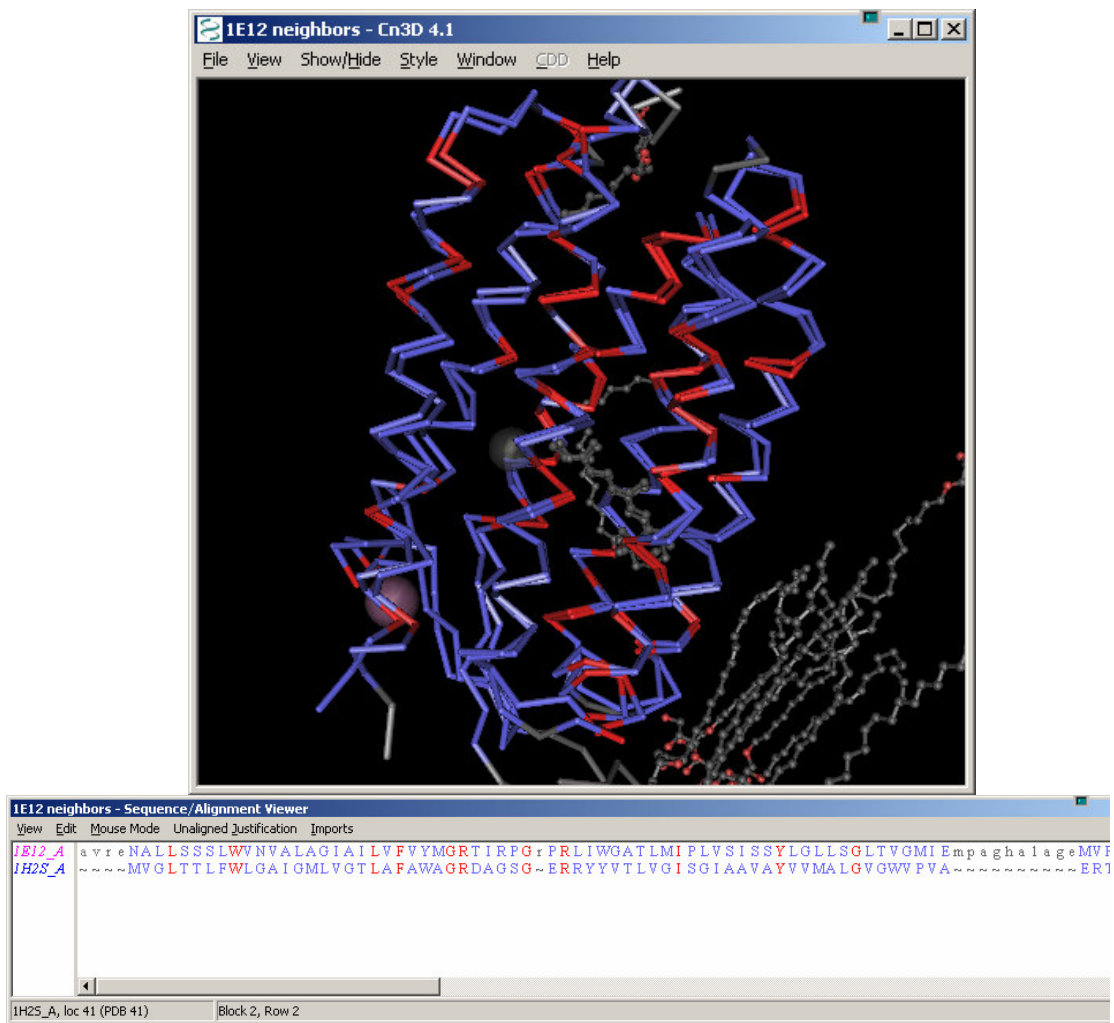 1E12 neighbors - Cn3D 4.1
File View Show/Hide Style Window CDD Help
1E12 neighbors - Sequence/Alignment Viewer
View Edit Mouse Mode Unaligned Justification Imports
1E12_A avreNALLSSSLWVNVALAGIAILVFVYMGRTIRPGrPRLIWGATLMIPLVSISSYLGLLSGLTVGMIEmpaghalageMVR
1H2S_A ~~~~MVGLTTLFWLGAIGMLVGTLAFAWAGRDAGSG~ERRYYVTLVGISGIAAVAYVVMALGVGWVPVA~~~~~~~~~~ERT
1H2S_A, loc 41 (PDB 41) Block 2, Row 2